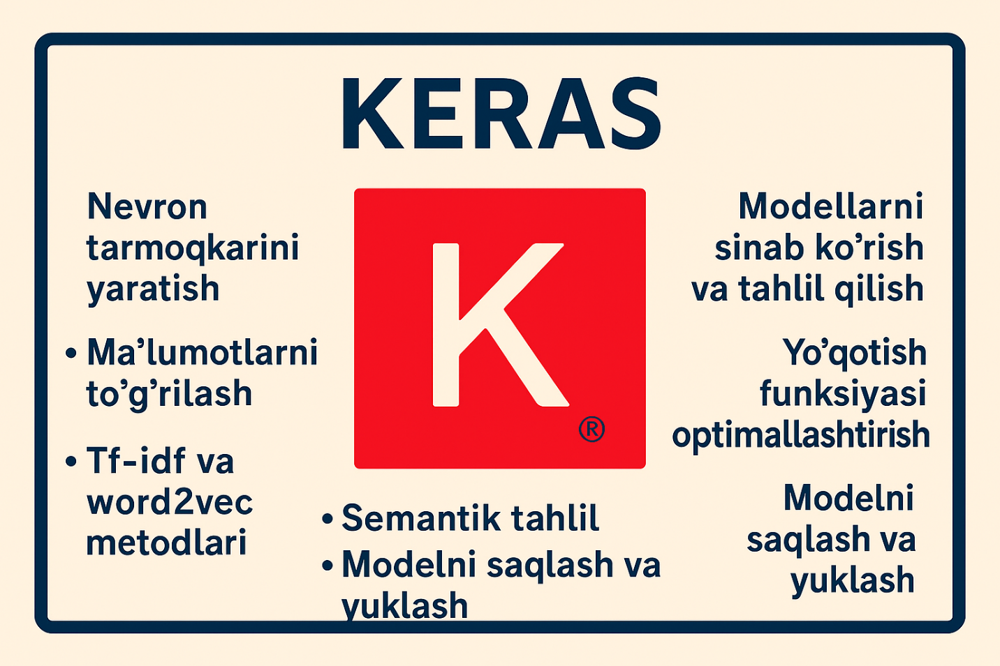 KERAS
Nevron
tarmoqkarini
yaratish
• Ma’lumotlarni
to’g’rilash
• Tf-idf va
word2vec
metodlari
K
®
• Semantik tahlil
• Modelni saqlash va
yuklash
Modellarni
sinab ko’rish
va tahlil qilish
Yo’qotish
funksiyasi
optimallashtirish
Modelni
saqlash va
yuklash